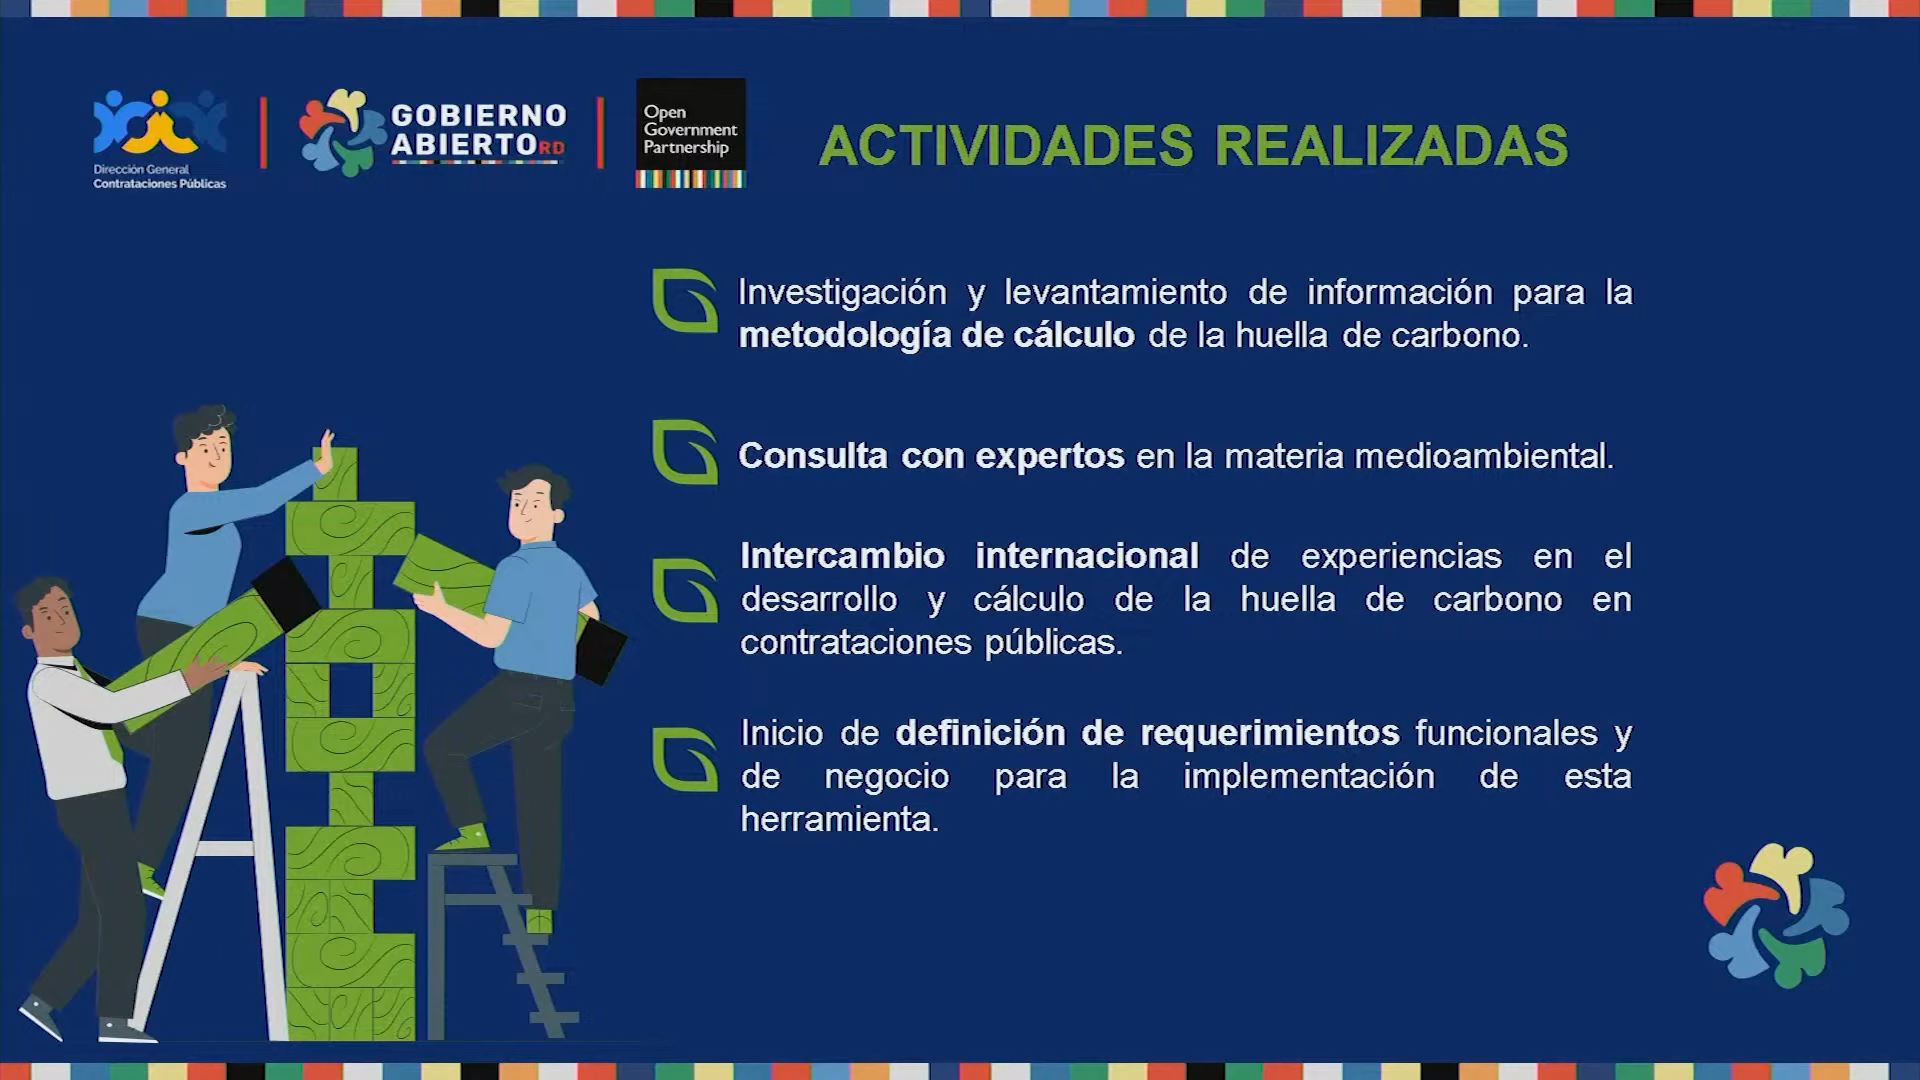 Dirección General
Contrataciones Públicas
GOBIERNO
ABIERTORD
Open
Government
Partnership
ACTIVIDADES REALIZADAS
Investigación y levantamiento de información para la
metodología de cálculo de la huella de carbono.
Consulta con expertos en la materia medioambiental.
Intercambio internacional de experiencias en el
desarrollo y cálculo de la huella de carbono en
contrataciones públicas.
Inicio de definición de requerimientos funcionales y
de negocio para la implementación de esta
herramienta.